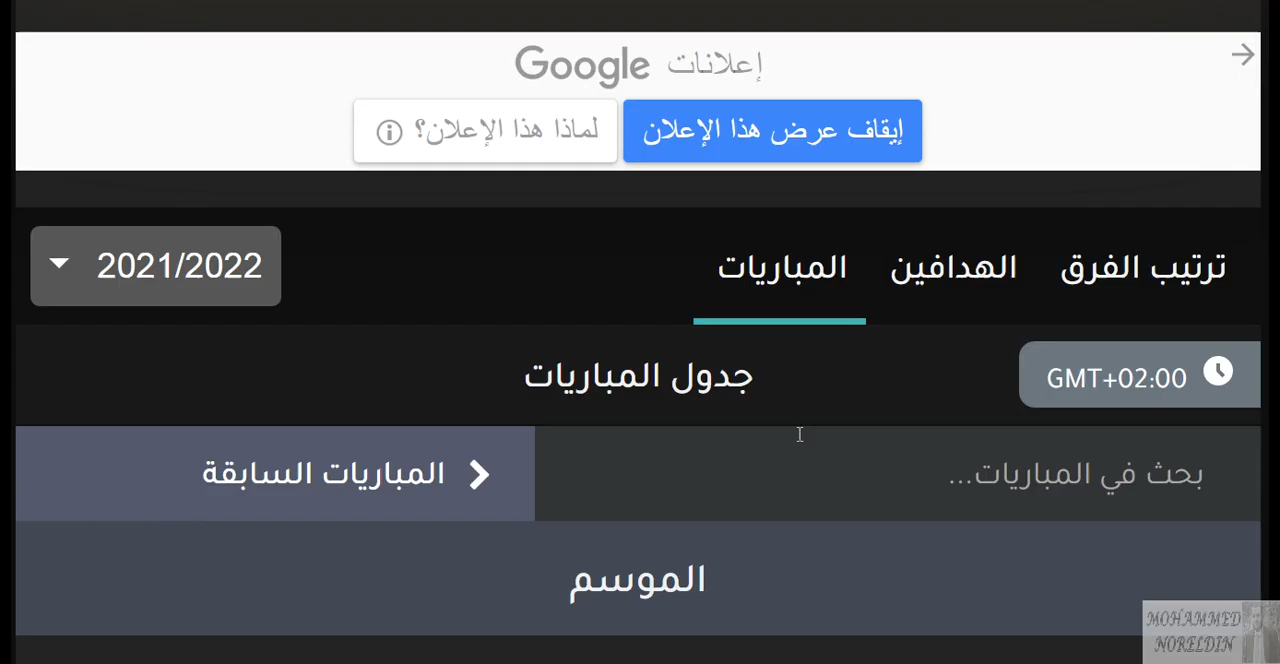 إعلانات Google
إيقاف عرض هذا الإعلان
لماذا هذا الإعلان؟
ترتيب الفرق
الهدافين
المباريات
2021/2022
GMT+02:00
جدول المباريات
بحث في المباريات...
المباريات السابقة
الموسم
MOHAMMED
NORELDIN